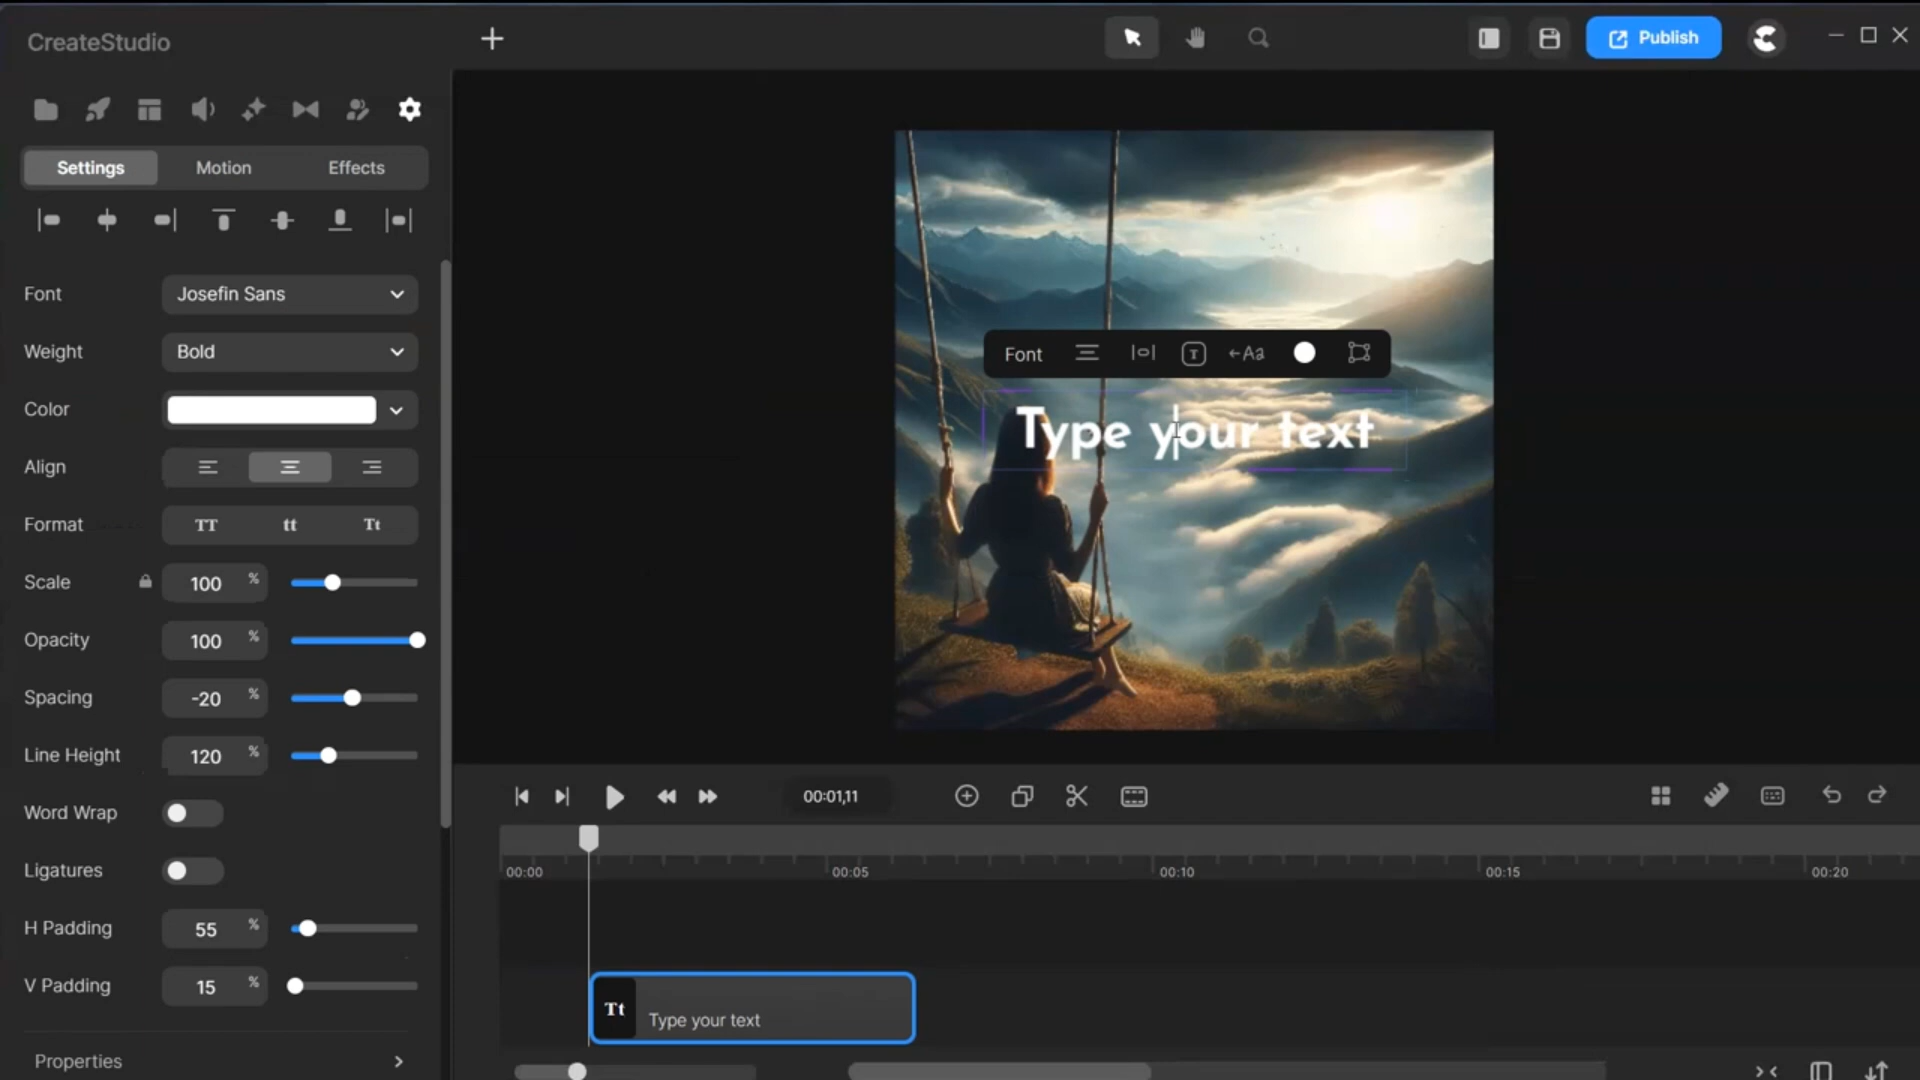 CreateStudio
Publish
Settings Motion Effects
Font Josefin Sans
Weight Bold
Color
Align
Format TT tt Tt
Scale 100 %
Opacity 100 %
Spacing -20 %
Line Height 120 %
Word Wrap
Ligatures
H Padding 55 %
V Padding 15 %
Properties
Font T Aa
Type your text
00:01,11
00:00 00:05 00:10 00:15 00:20
Tt Type your text